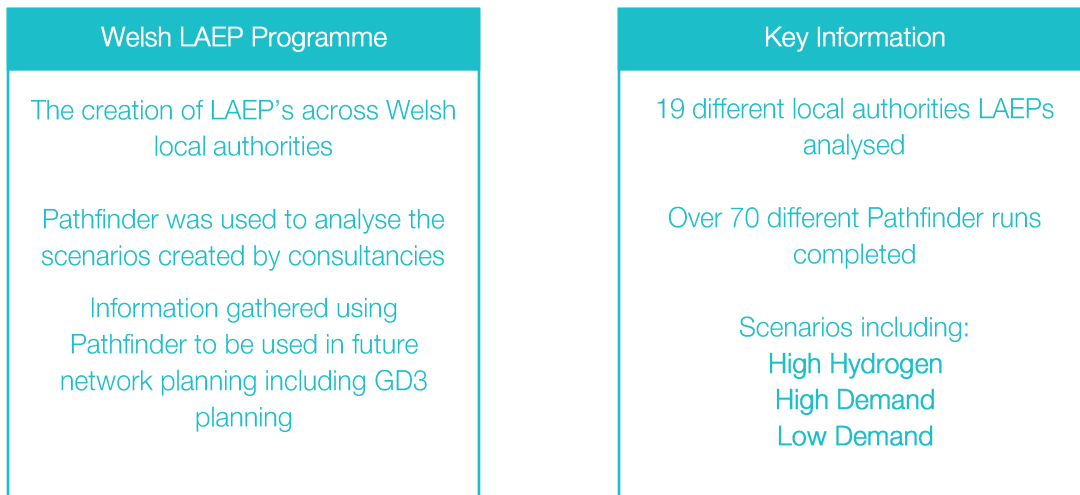 Welsh LAEP Programme
The creation of LAEP's across Welsh
local authorities
Pathfinder was used to analyse the
scenarios created by consultancies
Information gathered using
Pathfinder to be used in future
network planning including GD3
planning
Key Information
19 different local authorities LAEPs
analysed
Over 70 different Pathfinder runs
completed
Scenarios including:
High Hydrogen
High Demand
Low Demand